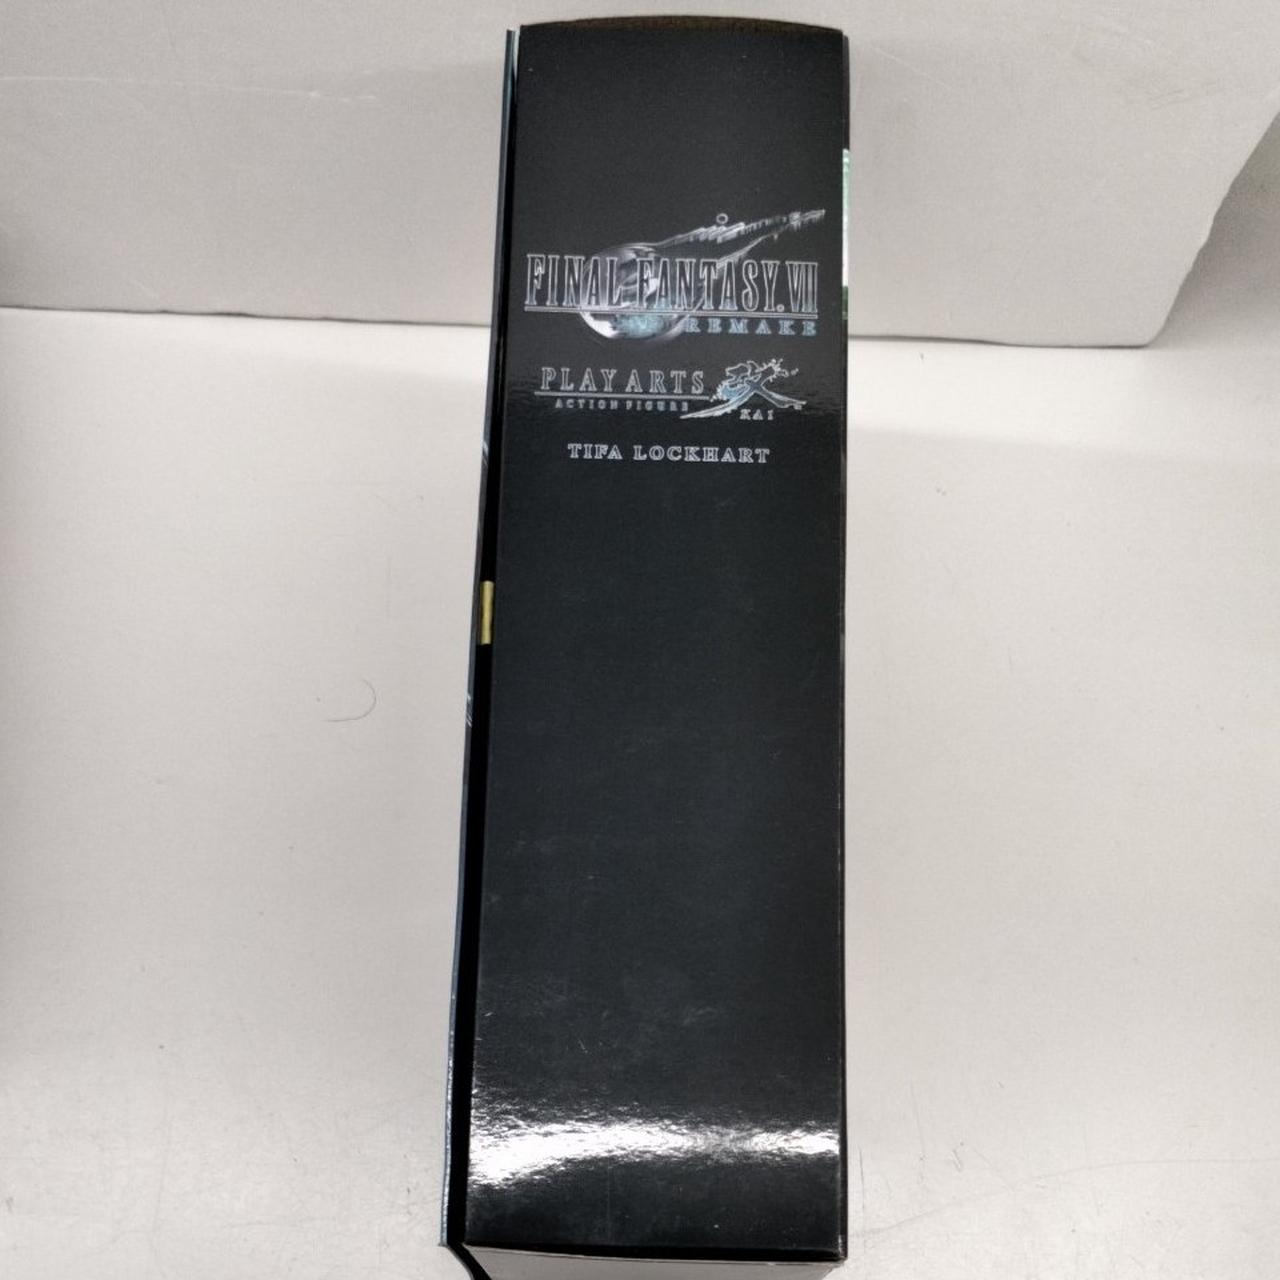 FINAL FANTASY VII
REMAKE
PLAY ARTS 改
ACTION FIGURE KAI
TIFA LOCKHART